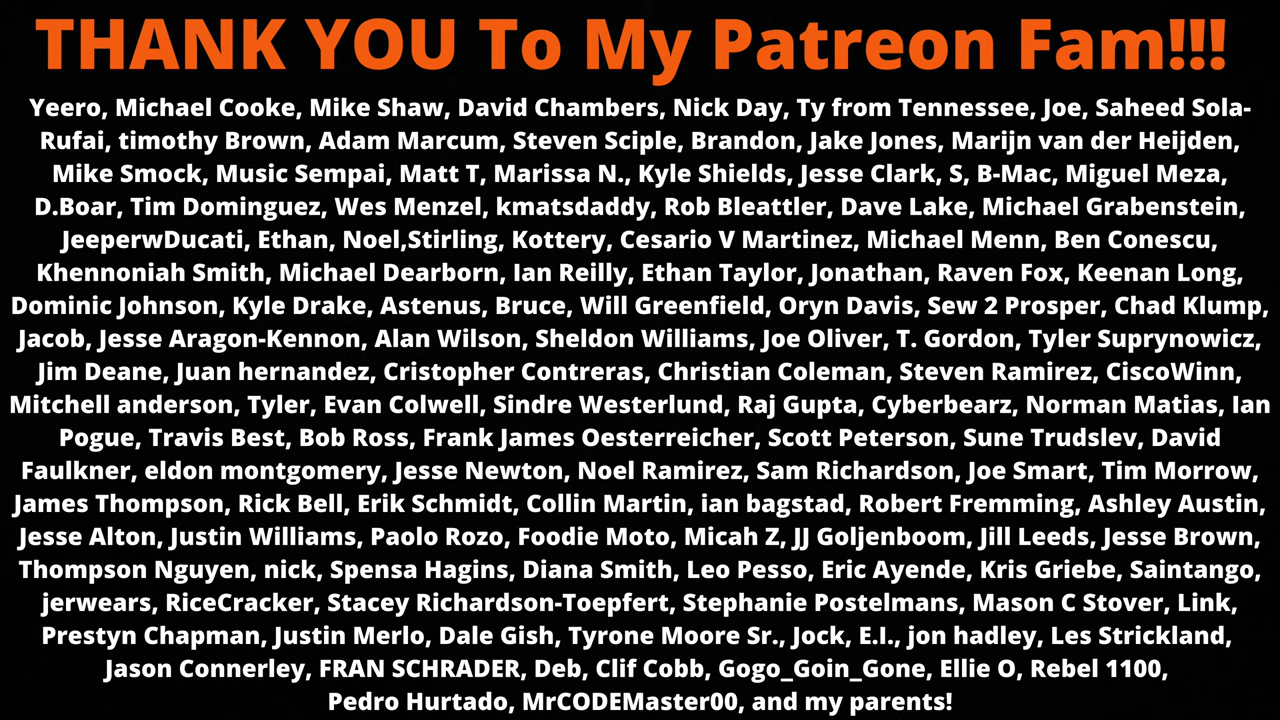 THANK YOU To My Patreon Fam!!!
Yeero, Michael Cooke, Mike Shaw, David Chambers, Nick Day, Ty from Tennessee, Joe, Saheed Sola-
Rufai, timothy Brown, Adam Marcum, Steven Sciple, Brandon, Jake Jones, Marijn van der Heijden,
Mike Smock, Music Sempai, Matt T, Marissa N., Kyle Shields, Jesse Clark, S, B-Mac, Miguel Meza,
D.Boar, Tim Dominguez, Wes Menzel, kmatsdaddy, Rob Bleattler, Dave Lake, Michael Grabenstein,
JeeperwDucati, Ethan, Noel,Stirling, Kottery, Cesario V Martinez, Michael Menn, Ben Conescu,
Khennoniah Smith, Michael Dearborn, Ian Reilly, Ethan Taylor, Jonathan, Raven Fox, Keenan Long,
Dominic Johnson, Kyle Drake, Astenus, Bruce, Will Greenfield, Oryn Davis, Sew 2 Prosper, Chad Klump,
Jacob, Jesse Aragon-Kennon, Alan Wilson, Sheldon Williams, Joe Oliver, T. Gordon, Tyler Suprynowicz,
Jim Deane, Juan hernandez, Cristopher Contreras, Christian Coleman, Steven Ramirez, CiscoWinn,
Mitchell anderson, Tyler, Evan Colwell, Sindre Westerlund, Raj Gupta, Cyberbearz, Norman Matias, Ian
Pogue, Travis Best, Bob Ross, Frank James Oesterreicher, Scott Peterson, Sune Trudslev, David
Faulkner, eldon montgomery, Jesse Newton, Noel Ramirez, Sam Richardson, Joe Smart, Tim Morrow,
James Thompson, Rick Bell, Erik Schmidt, Collin Martin, ian bagstad, Robert Fremming, Ashley Austin,
Jesse Alton, Justin Williams, Paolo Rozo, Foodie Moto, Micah Z, JJ Goljenboom, Jill Leeds, Jesse Brown,
Thompson Nguyen, nick, Spensa Hagins, Diana Smith, Leo Pesso, Eric Ayende, Kris Griebe, Saintango,
jerwears, RiceCracker, Stacey Richardson-Toepfert, Stephanie Postelmans, Mason C Stover, Link,
Prestyn Chapman, Justin Merlo, Dale Gish, Tyrone Moore Sr., Jock, E.I., jon hadley, Les Strickland,
Jason Connerley, FRAN SCHRADER, Deb, Clif Cobb, Gogo_Goin_Gone, Ellie O, Rebel 1100,
Pedro Hurtado, MrCODEMaster00, and my parents!